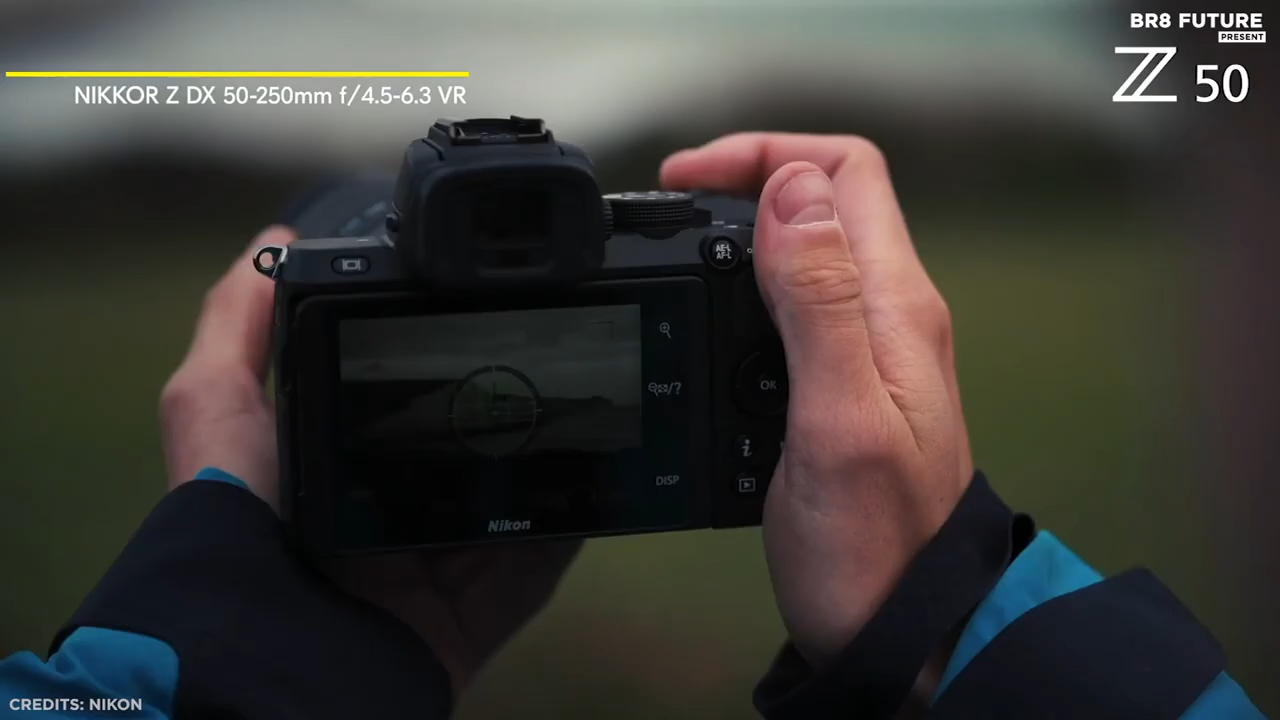 BR8 FUTURE
PRESENT
Z 50
NIKKOR Z DX 50-250mm f/4.5-6.3 VR
AE-L
AF-L
?
OK
i
DISP
Nikon
CREDITS: NIKON